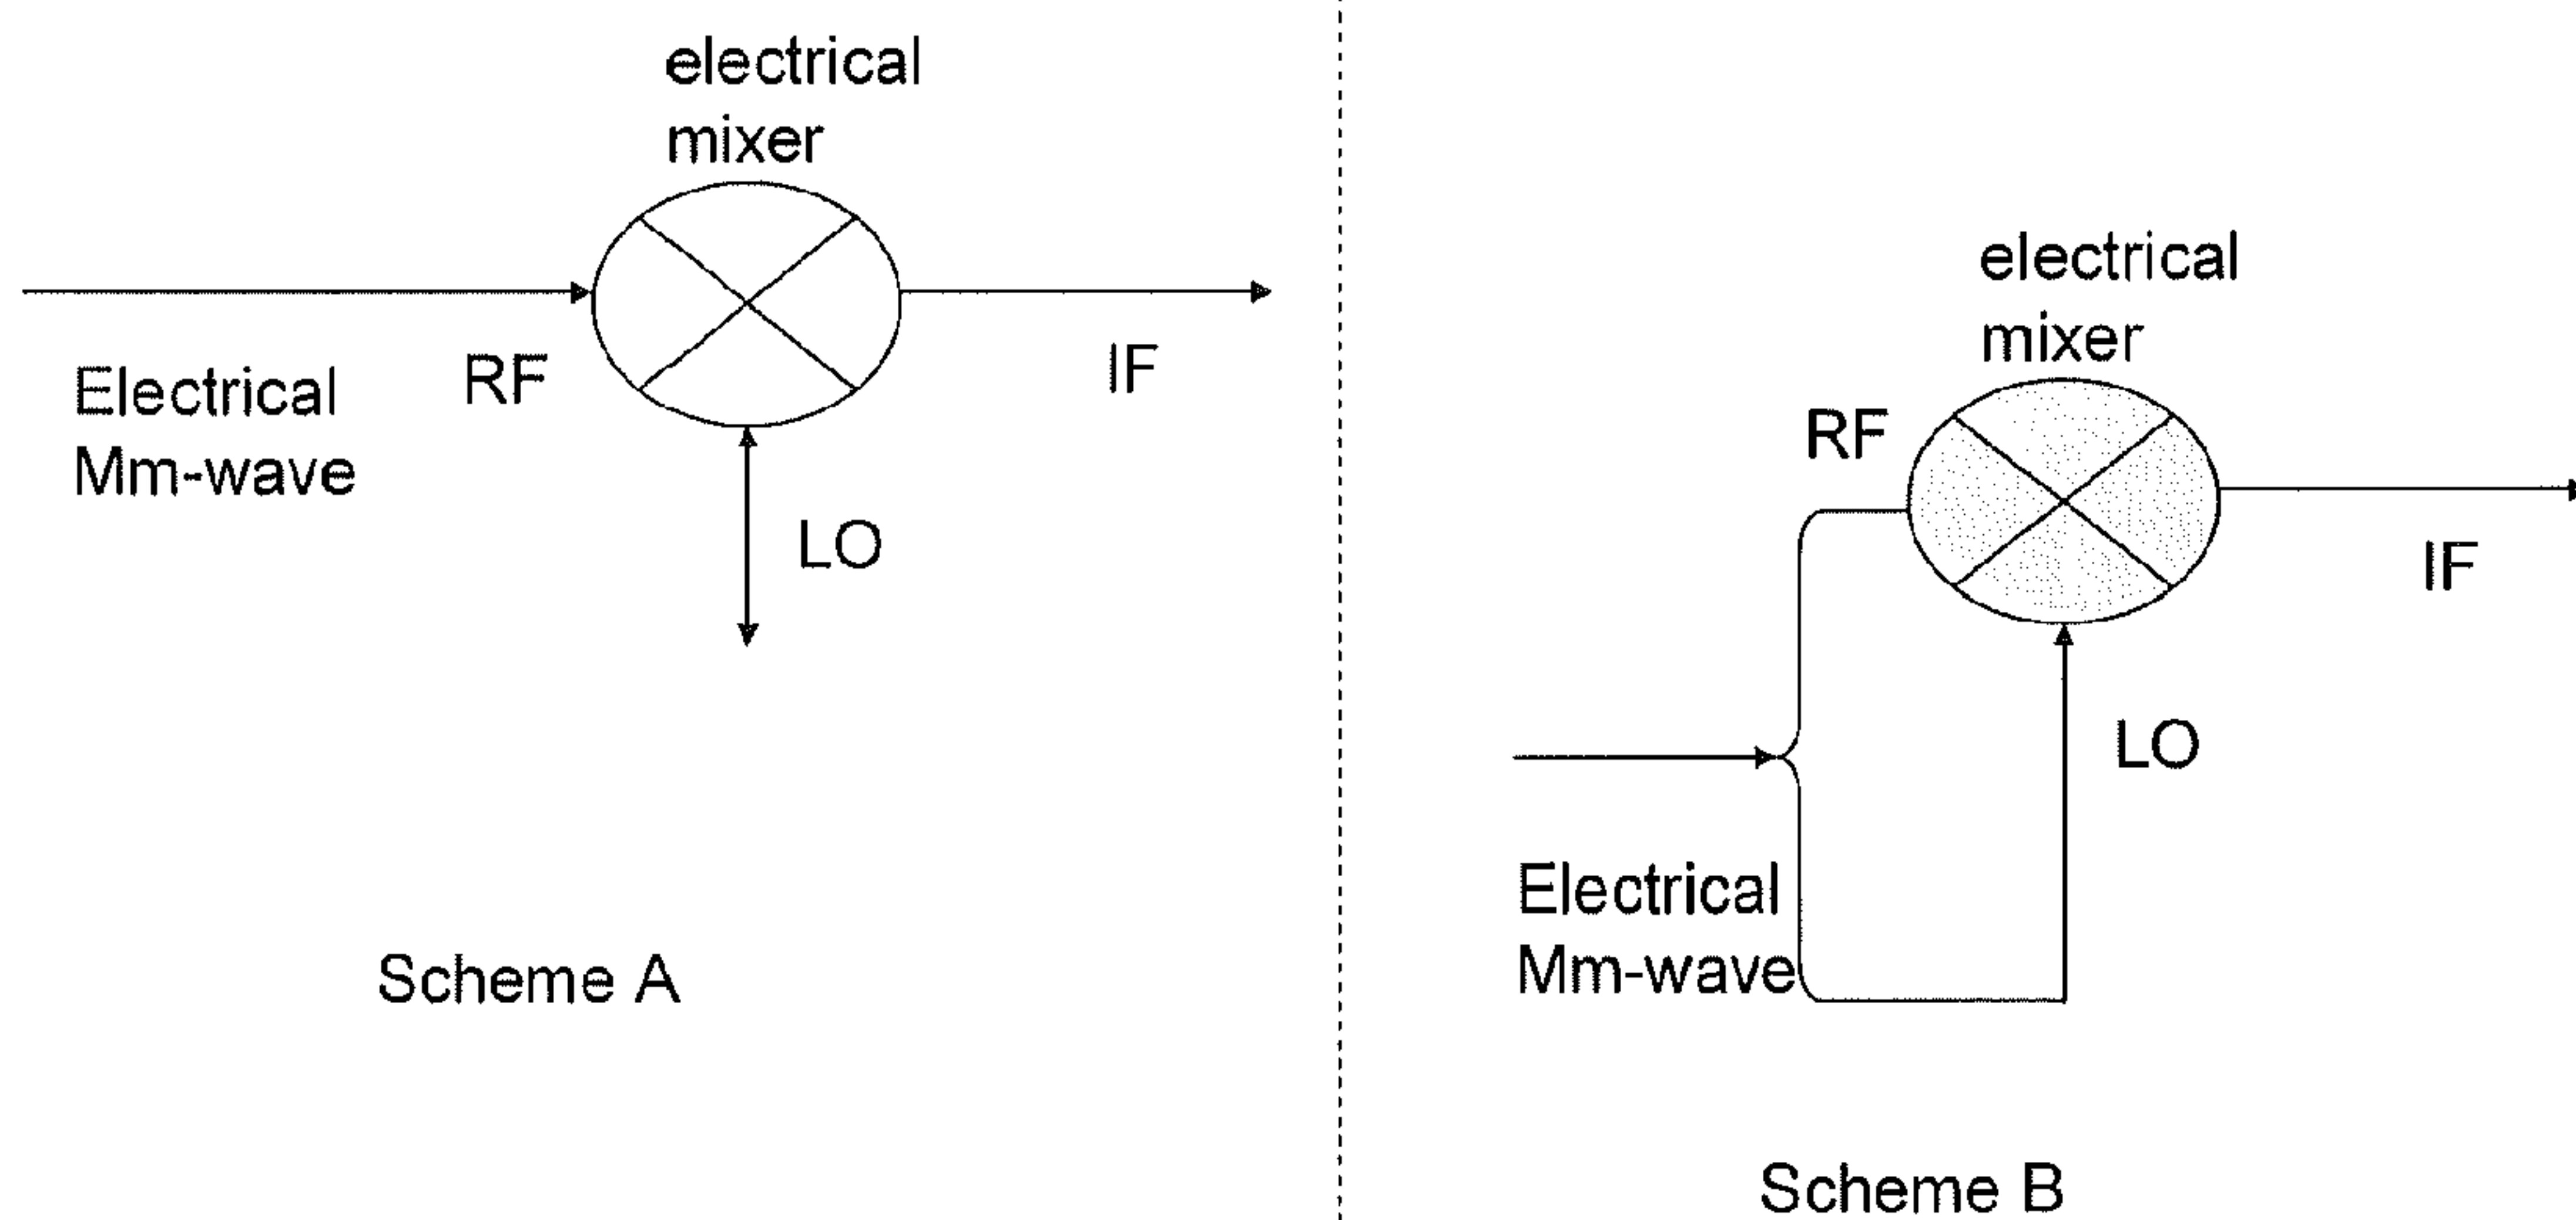 electrical
mixer
RF
IF
Electrical
Mm-wave
LO
Scheme A
electrical
mixer
RF
IF
LO
Electrical
Mm-wave
Scheme B